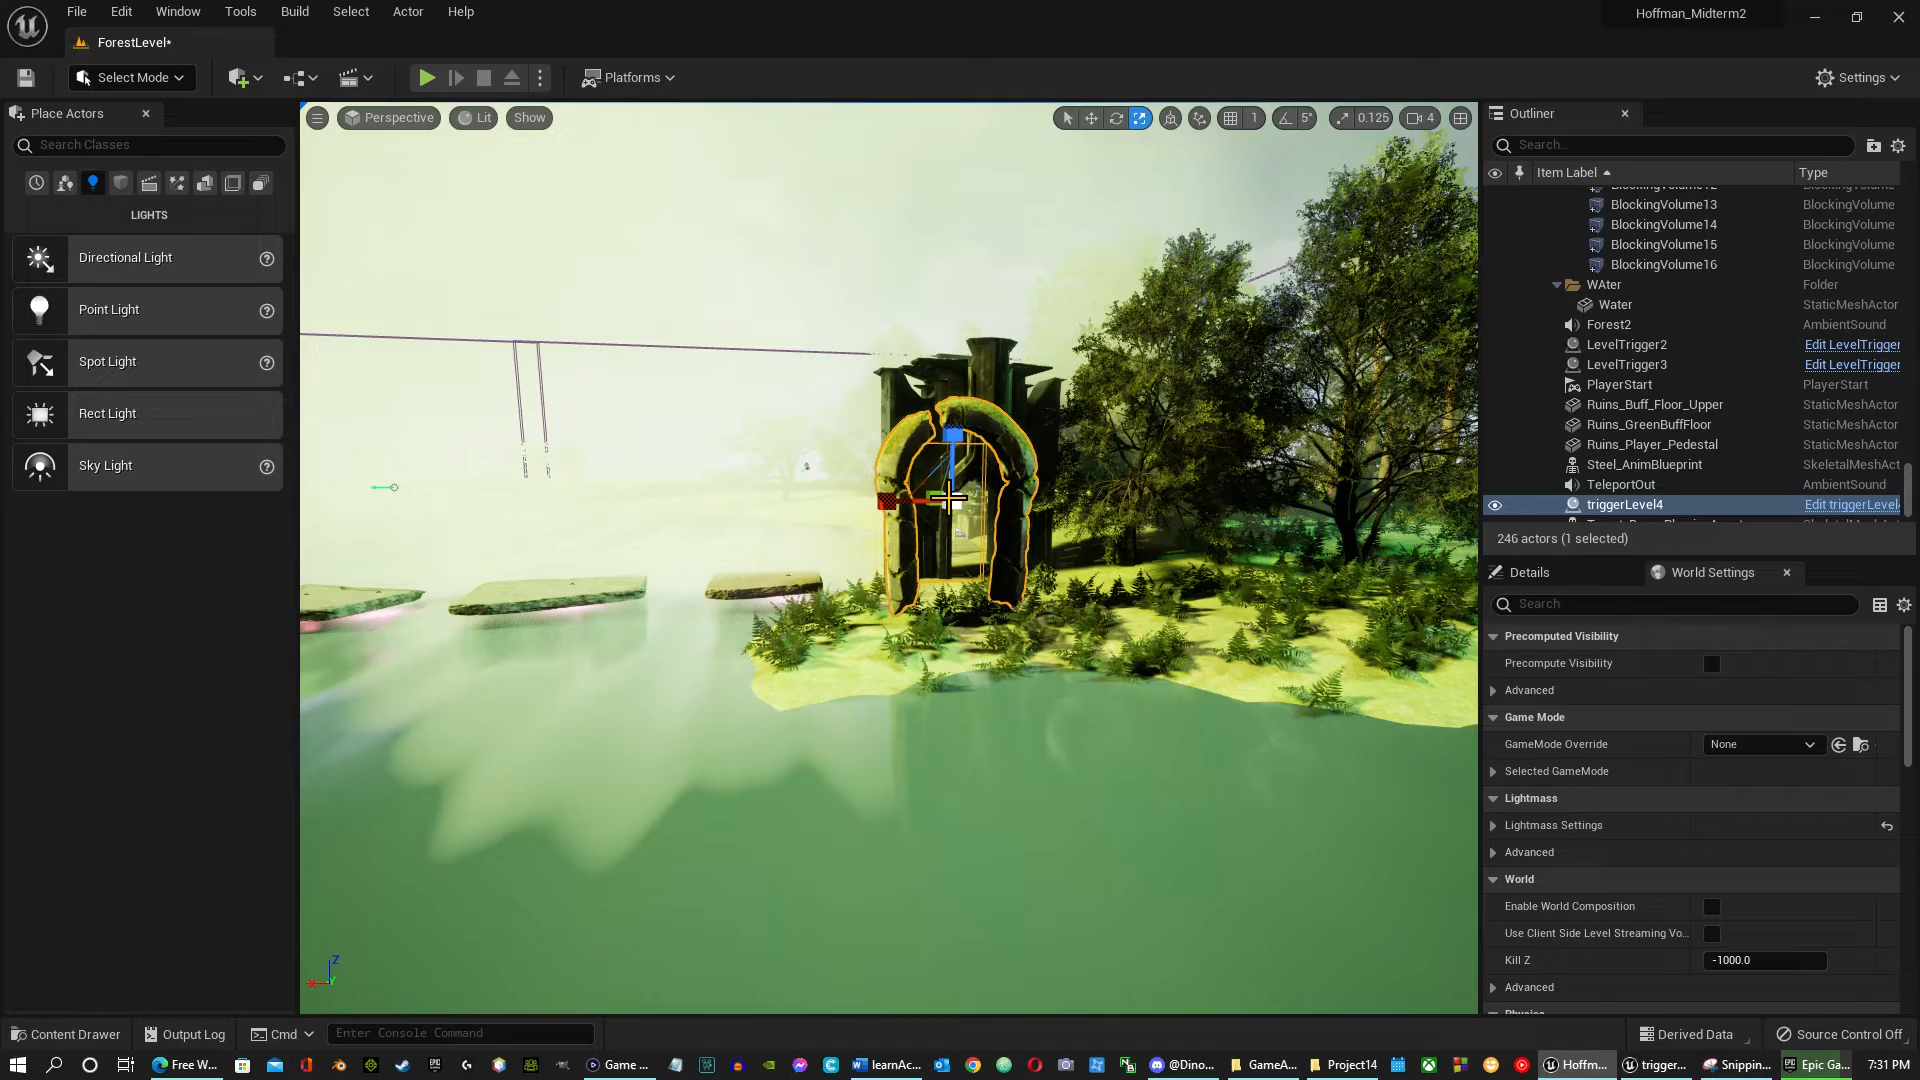 File Edit Window Tools Build Select Actor Help
Hoffman_Midterm2
ForestLevel*
Select Mode
Platforms
Settings
Place Actors
Search Classes
LIGHTS
Directional Light
Point Light
Spot Light
Rect Light
Sky Light
Perspective Lit Show
1 5° 0.125 4
Outliner
Search...
Item Label Type
BlockingVolume13 BlockingVolume
BlockingVolume14 BlockingVolume
BlockingVolume15 BlockingVolume
BlockingVolume16 BlockingVolume
WAter Folder
Water StaticMeshActor
Forest2 AmbientSound
LevelTrigger2 Edit LevelTrigger
LevelTrigger3 Edit LevelTrigger
PlayerStart PlayerStart
Ruins_Buff_Floor_Upper StaticMeshActor
Ruins_GreenBuffFloor StaticMeshActor
Ruins_Player_Pedestal StaticMeshActor
Steel_AnimBlueprint SkeletalMeshAct
TeleportOut AmbientSound
triggerLevel4 Edit triggerLevel4
246 actors (1 selected)
Details World Settings
Search
Precomputed Visibility
Precompute Visibility
Advanced
Game Mode
GameMode Override None
Selected GameMode
Lightmass
Lightmass Settings
Advanced
World
Enable World Composition
Use Client Side Level Streaming Vo...
Kill Z -1000.0
Advanced
Z
X
Content Drawer Output Log Cmd Enter Console Command
Derived Data Source Control Off
Free W... Game ... learnAc... @Dino... GameA... Project14 Hoffm... trigger... Snippin... Epic Ga... 7:31 PM